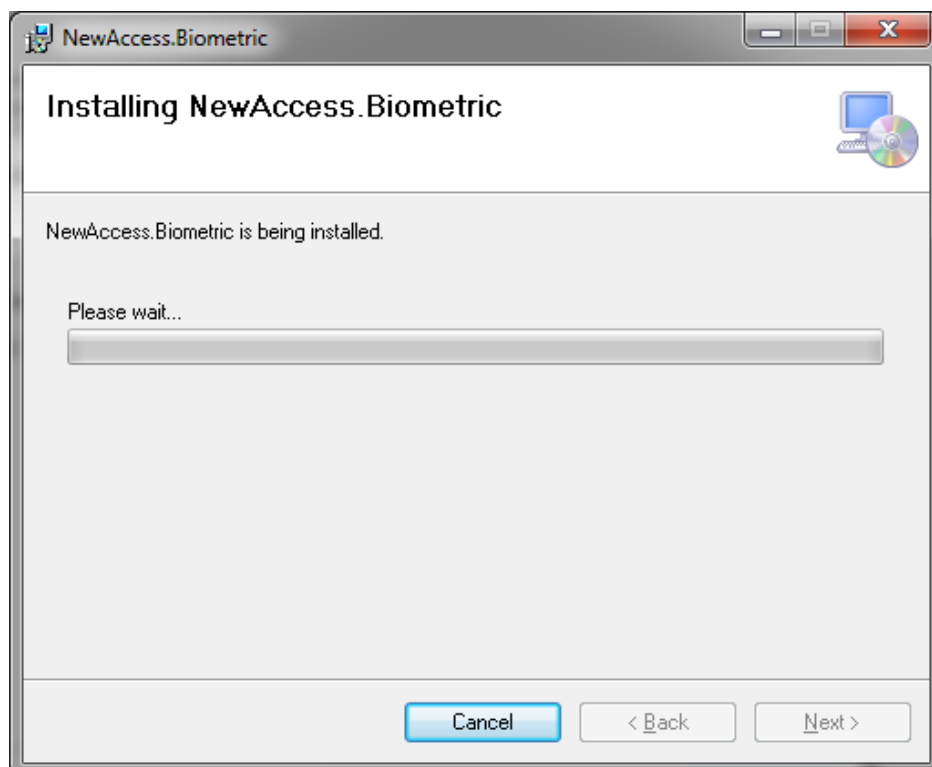 NewAccess.Biometric
Installing NewAccess.Biometric
NewAccess.Biometric is being installed.
Please wait...
Cancel
< Back
Next >